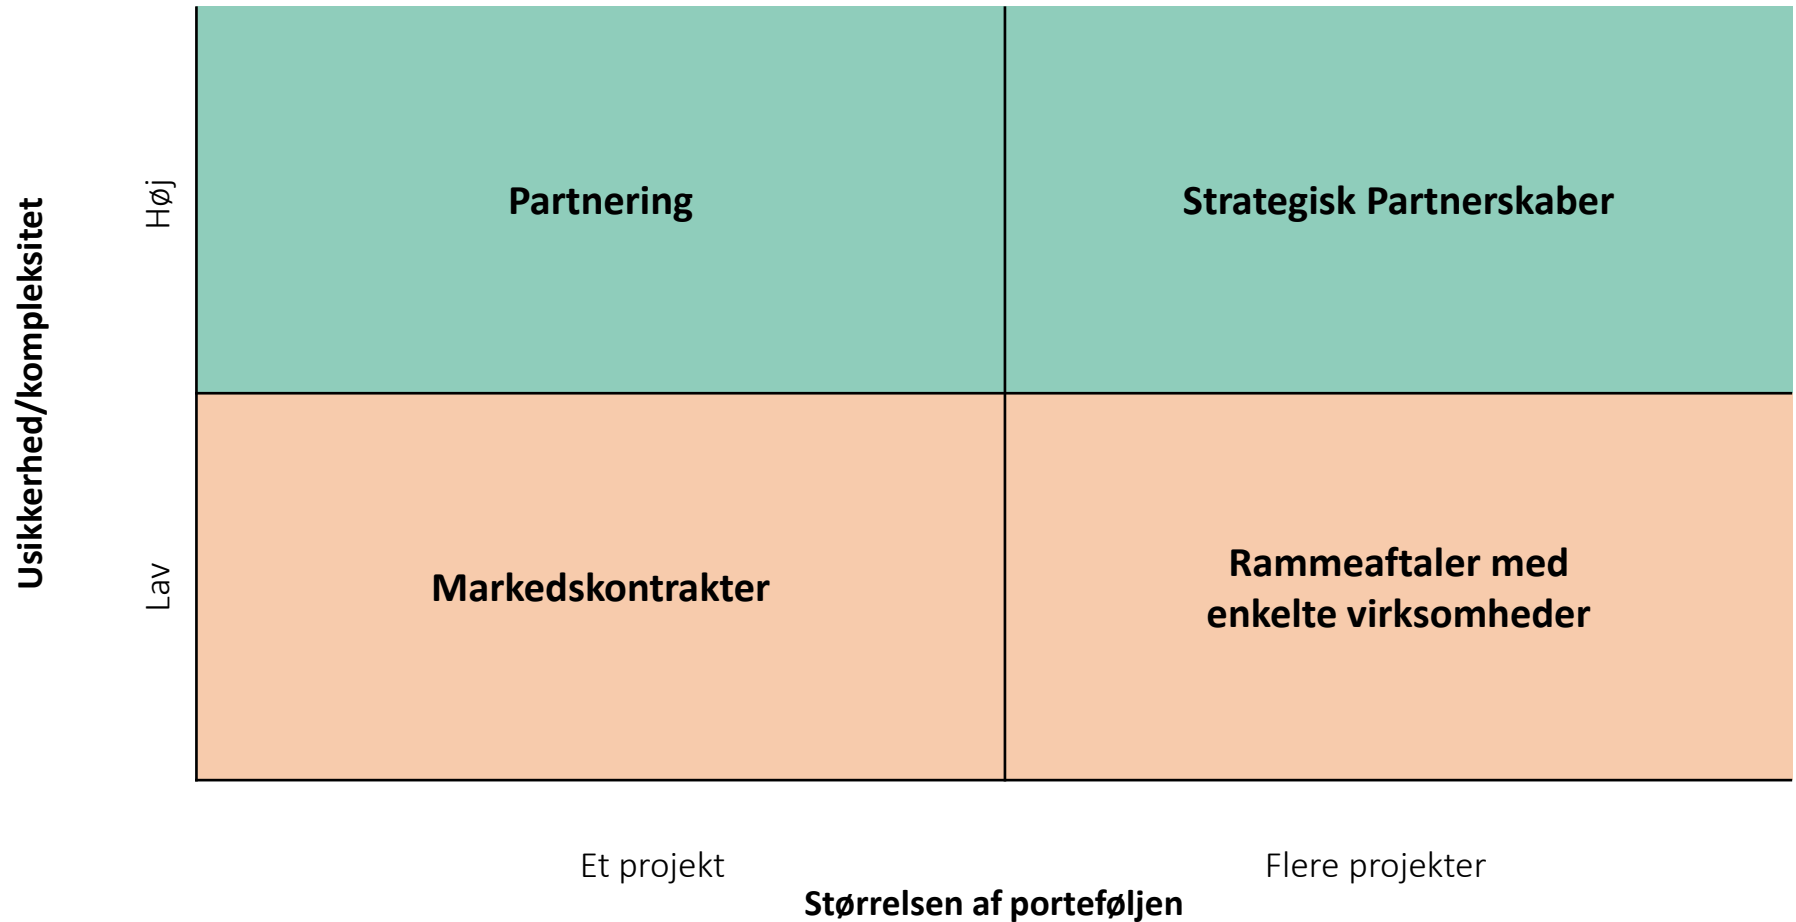 Usikkerhed/kompleksitet
Høj
Partnering
Strategisk Partnerskaber
Lav
Markedskontrakter
Rammeaftaler med
enkelte virksomheder
Et projekt
Flere projekter
Størrelsen af porteføljen